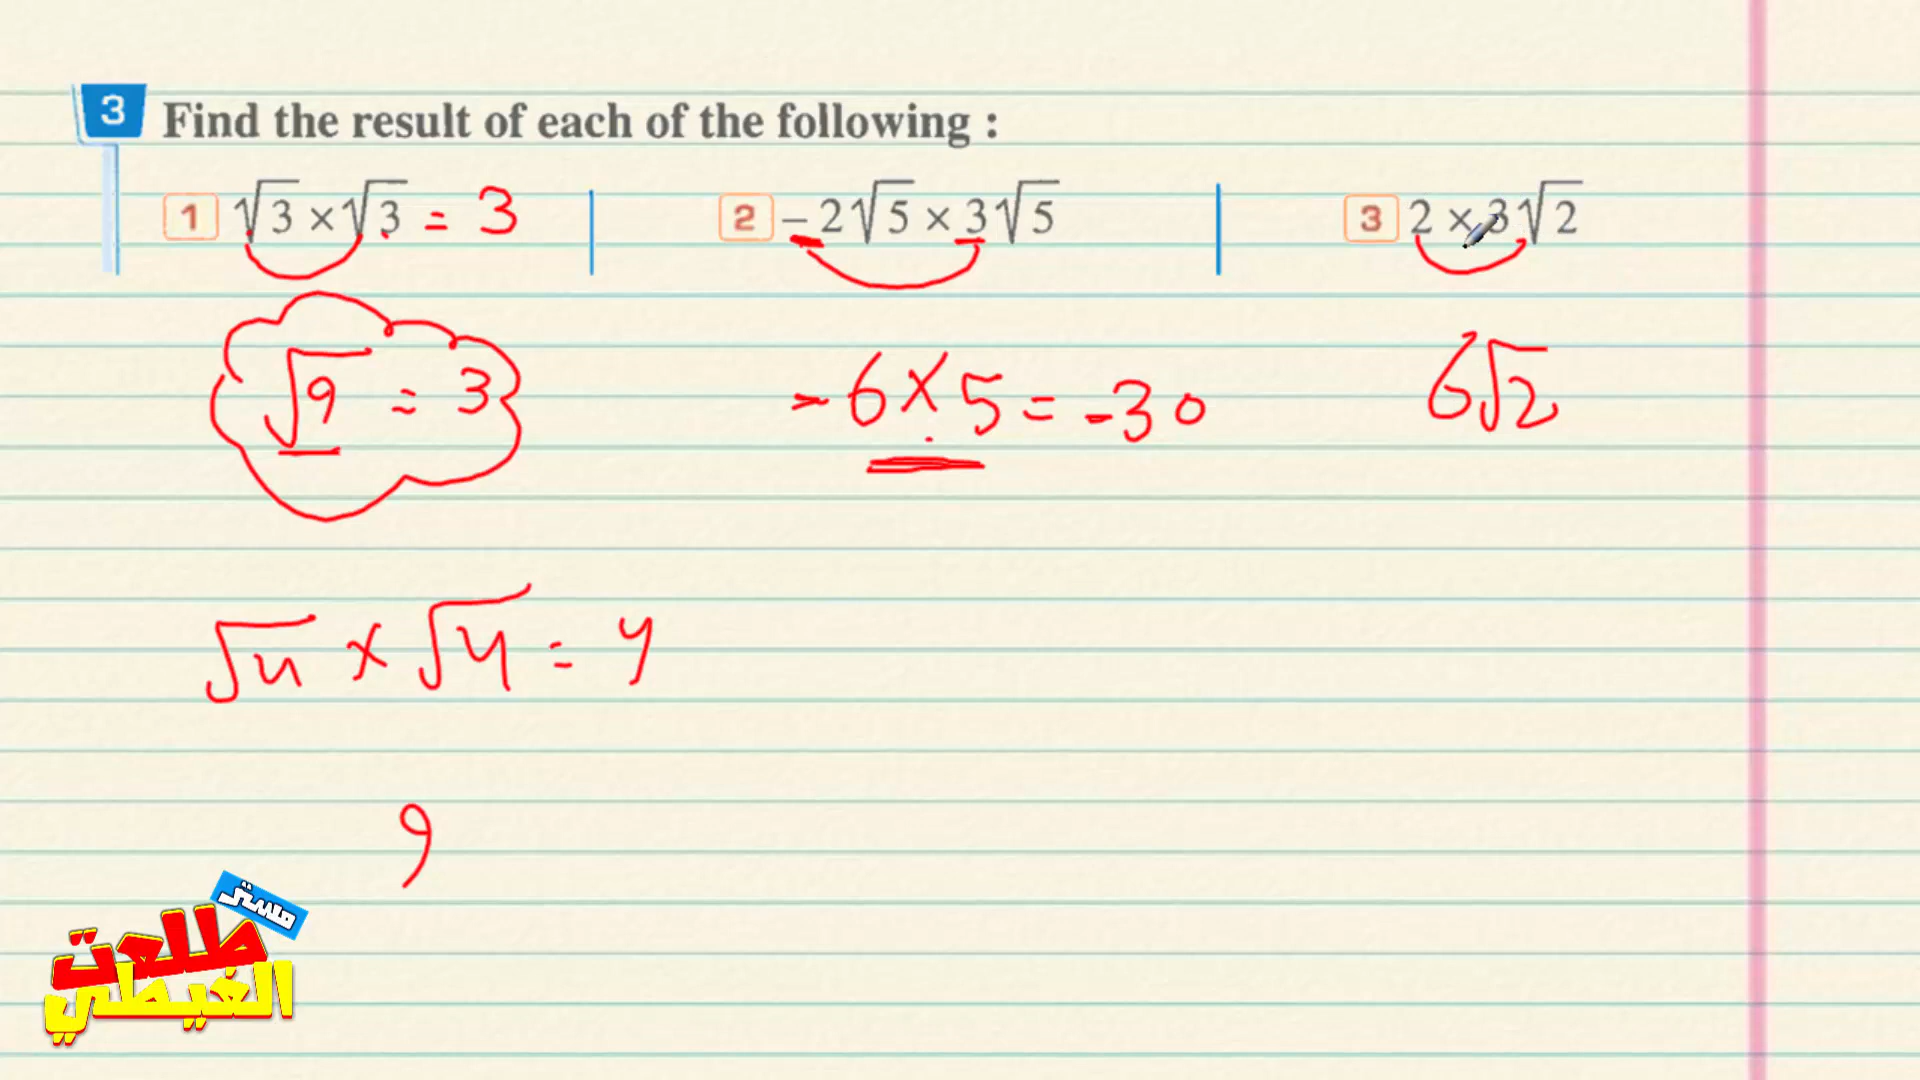 3 Find the result of each of the following :
1 √3 × √3 = 3
2 – 2√5 × 3√5
3 2 × 3√2
√9 = 3
- 6 × 5 = -30
6√2
√4 × √4 = 4
9
مستر
طلعت
الغيطي